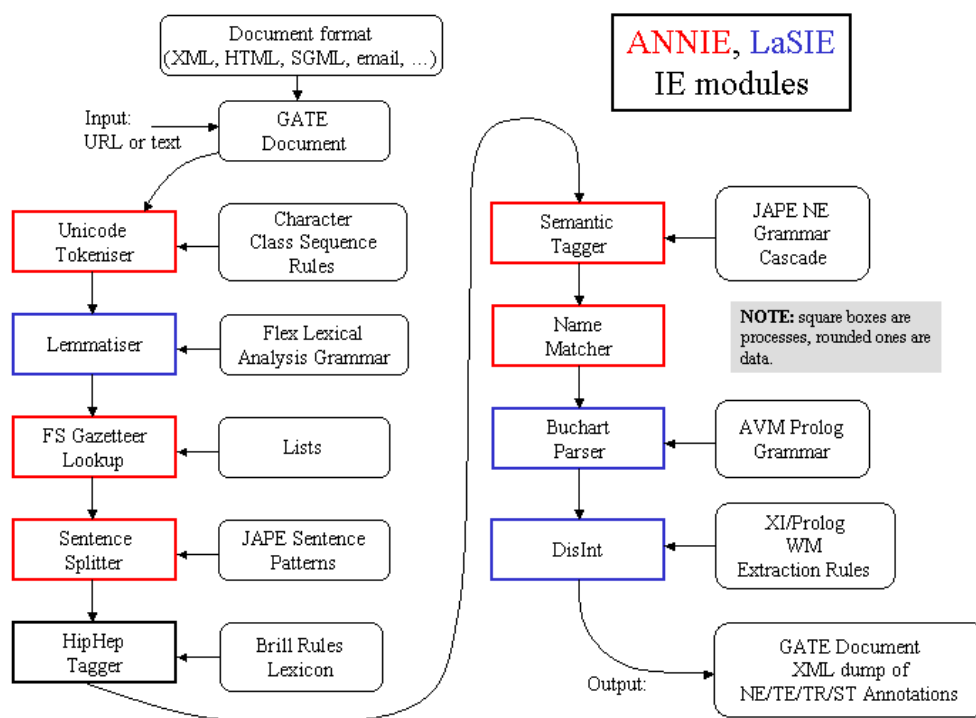 Document format
(XML, HTML, SGML, email, ...)
ANNIE, LaSIE
IE modules
Input:
URL or text
GATE
Document
Unicode
Tokeniser
Character
Class Sequence
Rules
Lemmatiser
Flex Lexical
Analysis Grammar
FS Gazetteer
Lookup
Lists
Sentence
Splitter
JAPE Sentence
Patterns
HipHep
Tagger
Brill Rules
Lexicon
Semantic
Tagger
JAPE NE
Grammar
Cascade
Name
Matcher
NOTE: square boxes are
processes, rounded ones are
data.
Buchart
Parser
AVM Prolog
Grammar
DisInt
XI/Prolog
WM
Extraction Rules
Output:
GATE Document
XML dump of
NE/TE/TR/ST Annotations